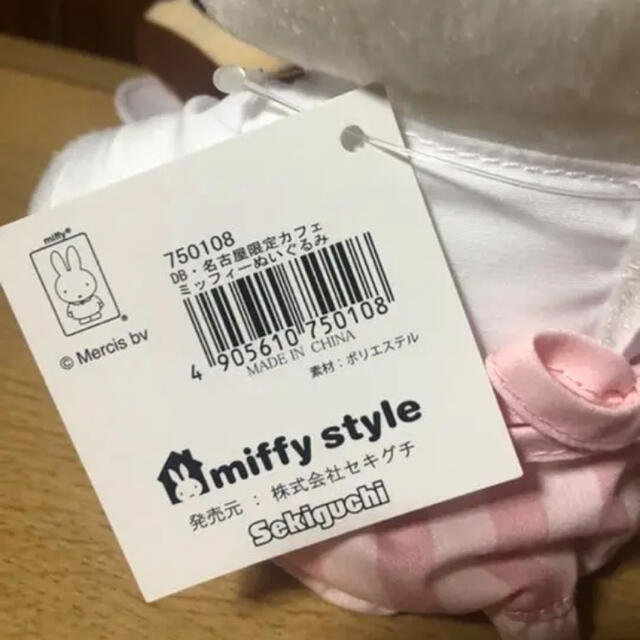 miffy®
®
© Mercis bv
750108
DB・名古屋限定カフェ
ミッフィーぬいぐるみ
4 905610 750108
MADE IN CHINA
素材：ポリエステル
miffy style
発売元 ： 株式会社セキグチ
Sekiguchi